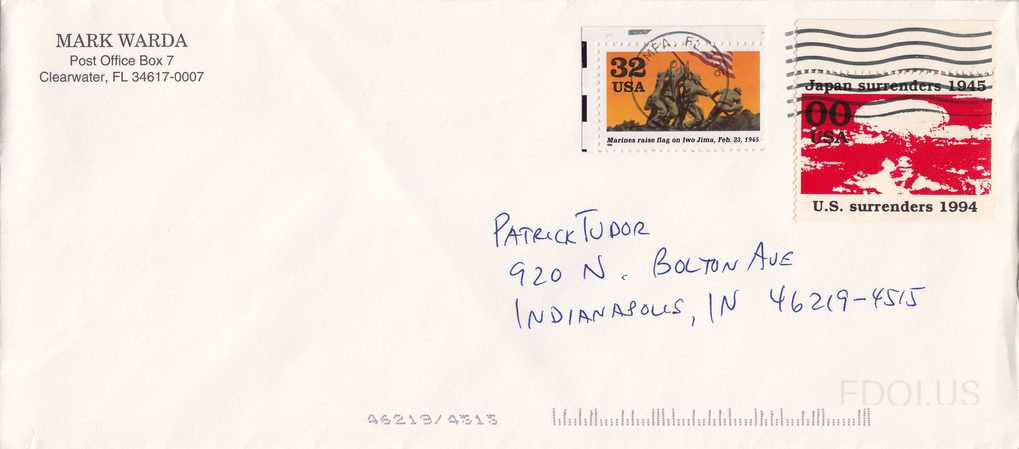 MARK WARDA
Post Office Box 7
Clearwater, FL 34617-0007
MPA, FL
32
USA
Marines raise flag on Iwo Jima, Feb. 23, 1945
Japan surrenders 1945
00
USA
U.S. surrenders 1994
PATRICK TUDOR
920 N. BOLTON AVE
INDIANAPOLIS, IN 46219-4515
FDOI.US
46219/4515